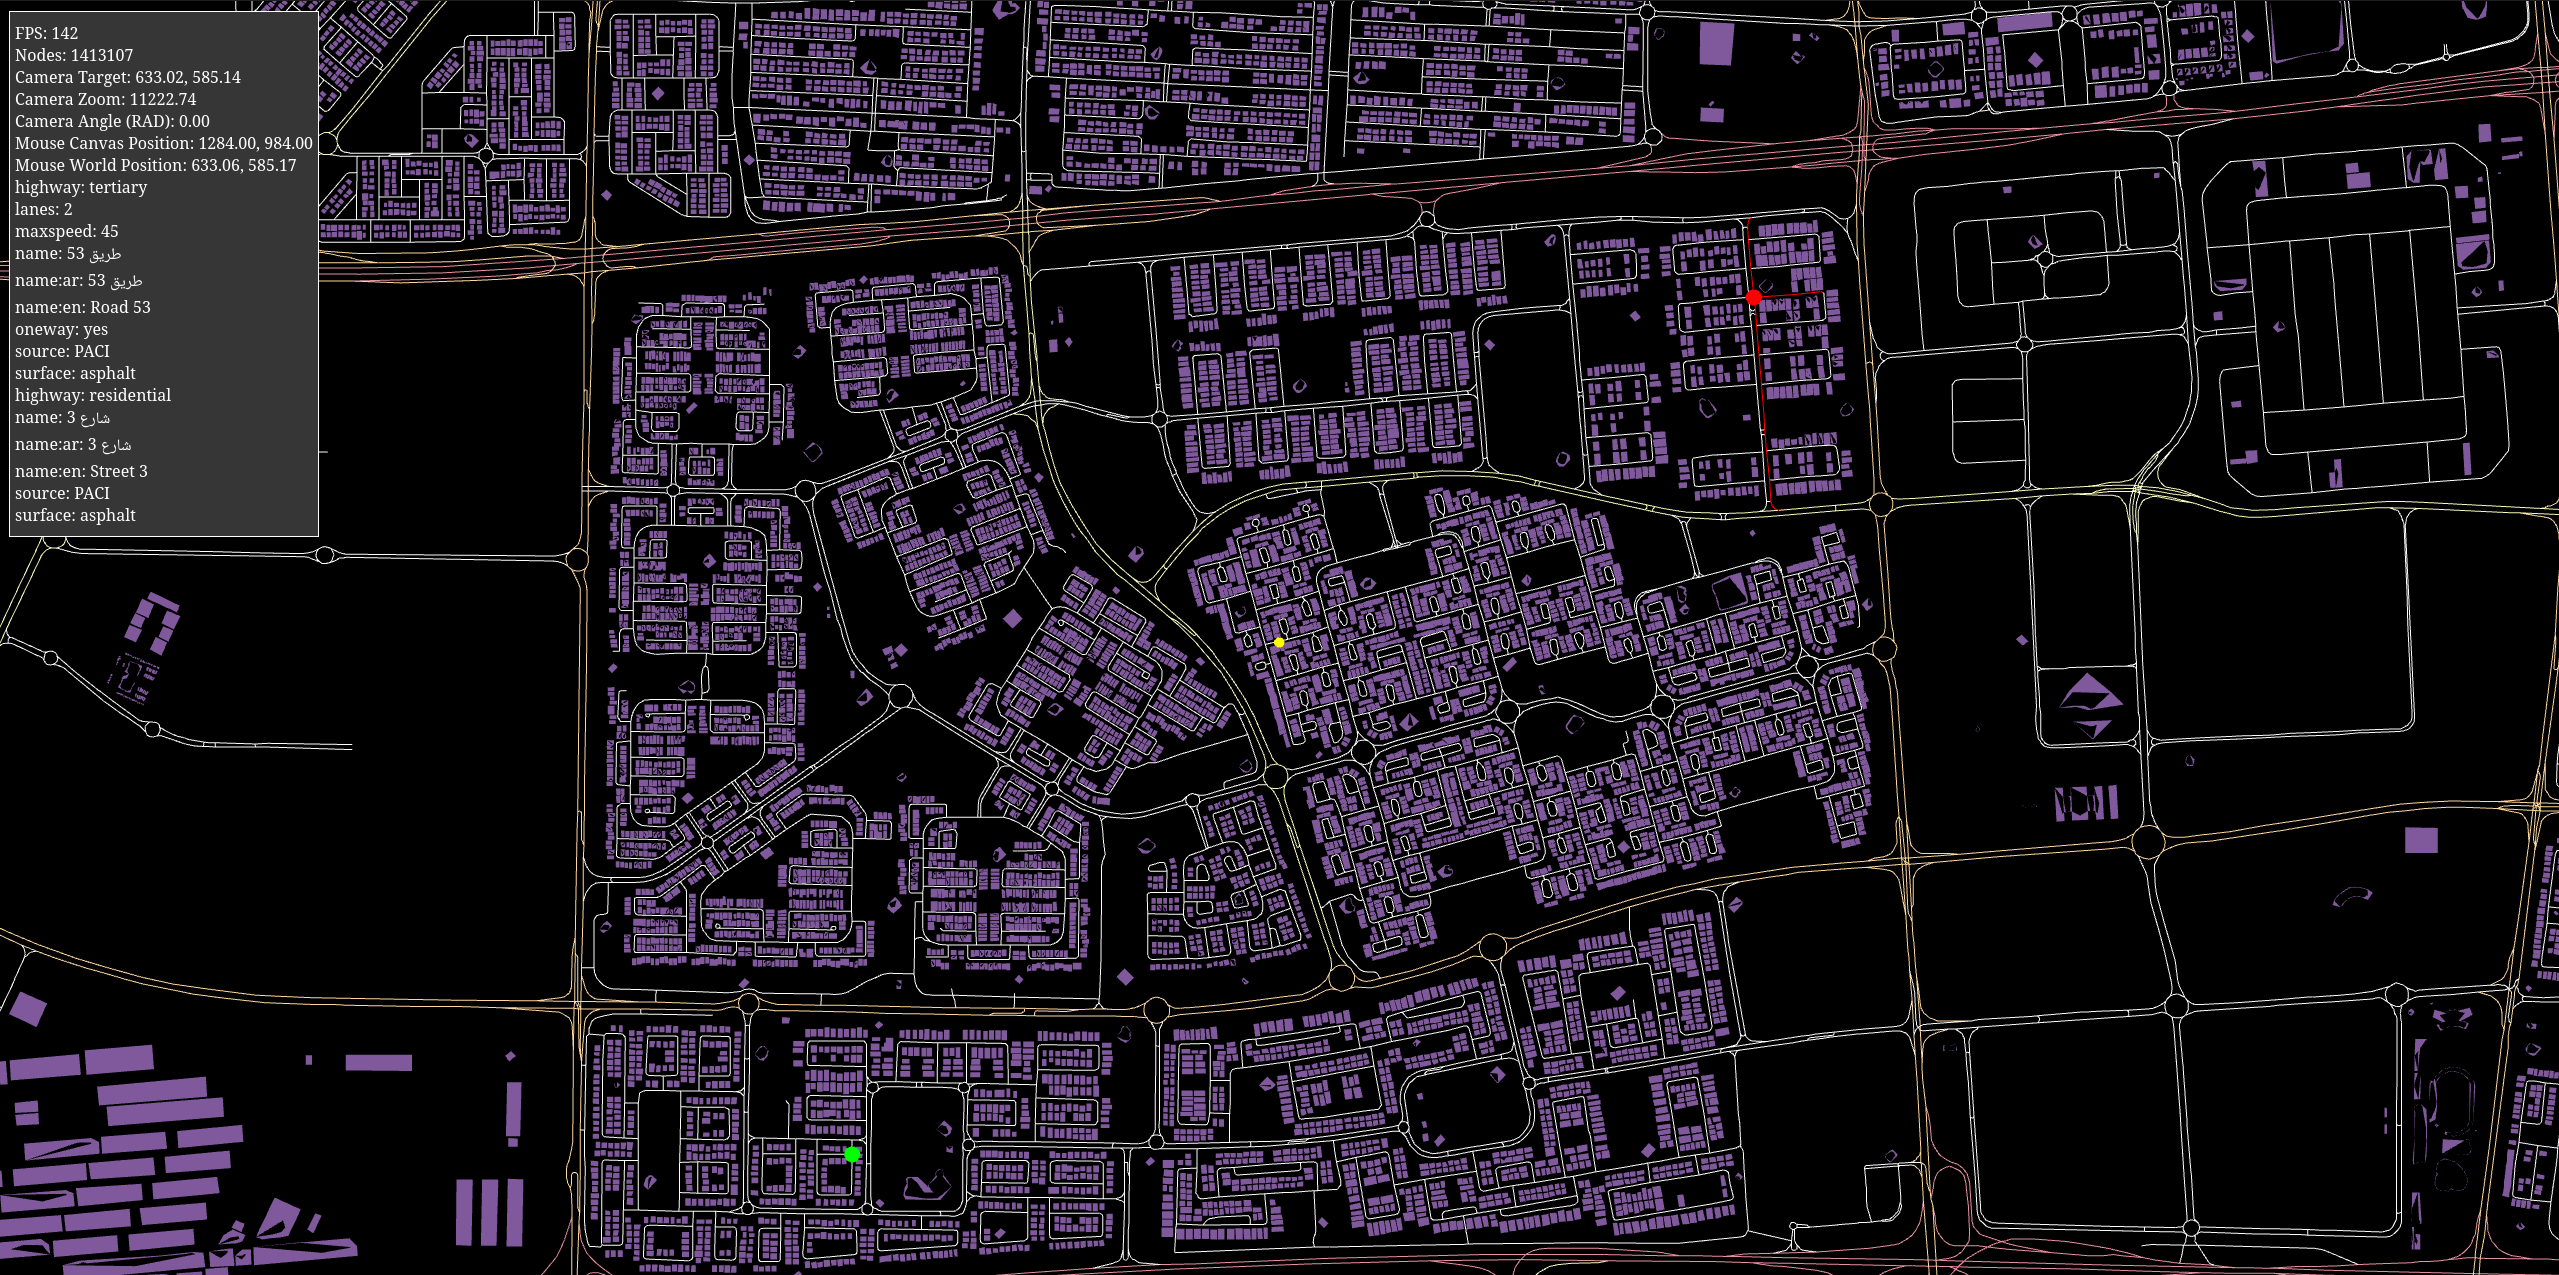 FPS: 142
Nodes: 1413107
Camera Target: 633.02, 585.14
Camera Zoom: 11222.74
Camera Angle (RAD): 0.00
Mouse Canvas Position: 1284.00, 984.00
Mouse World Position: 633.06, 585.17
highway: tertiary
lanes: 2
maxspeed: 45
name: طريق 53
name:ar: طريق 53
name:en: Road 53
oneway: yes
source: PACI
surface: asphalt
highway: residential
name: شارع 3
name:ar: شارع 3
name:en: Street 3
source: PACI
surface: asphalt